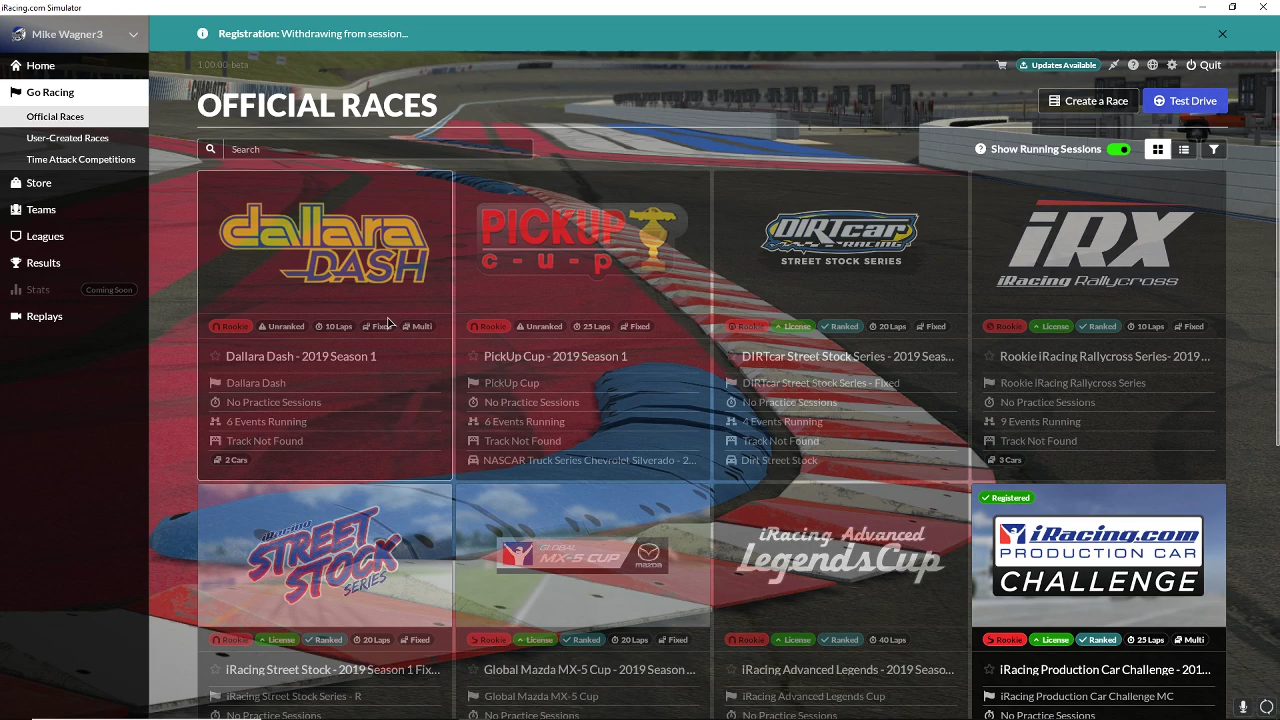 iRacing.com Simulator
Mike Wagner3
Registration: Withdrawing from session...
1.00.00-beta
Updates Available
Quit
Home
Go Racing
Official Races
User-Created Races
Time Attack Competitions
Store
Teams
Leagues
Results
Stats
Coming Soon
Replays
OFFICIAL RACES
Create a Race
Test Drive
Search
Show Running Sessions
dallara
DASH
Rookie Unranked 10 Laps Fixed Multi
Dallara Dash - 2019 Season 1
Dallara Dash
No Practice Sessions
6 Events Running
Track Not Found
2 Cars
PICKUP
c-u-p
Rookie Unranked 25 Laps Fixed
PickUp Cup - 2019 Season 1
PickUp Cup
No Practice Sessions
6 Events Running
Track Not Found
NASCAR Truck Series Chevrolet Silverado - 2...
DIRTcar
RACING
STREET STOCK SERIES
Rookie License Ranked 20 Laps Fixed
DIRTcar Street Stock Series - 2019 Seas...
DIRTcar Street Stock Series - Fixed
No Practice Sessions
4 Events Running
Track Not Found
Dirt Street Stock
iRX
iRacing Rallycross
Rookie License Ranked 10 Laps Fixed
Rookie iRacing Rallycross Series- 2019 ...
Rookie iRacing Rallycross Series
No Practice Sessions
9 Events Running
Track Not Found
3 Cars
iRacing
STREET
STOCK
SERIES
Rookie License Ranked 20 Laps Fixed
iRacing Street Stock - 2019 Season 1 Fix...
iRacing Street Stock Series - R
No Practice Sessions
GLOBAL
MX-5 CUP
mazda
Rookie License Ranked 20 Laps Fixed
Global Mazda MX-5 Cup - 2019 Season ...
Global Mazda MX-5 Cup
No Practice Sessions
iRacing Advanced
LegendsCup
Rookie License Ranked 40 Laps
iRacing Advanced Legends - 2019 Seaso...
iRacing Advanced Legends Cup
No Practice Sessions
Registered
iRacing.com
PRODUCTION CAR
CHALLENGE
Rookie License Ranked 25 Laps Multi
iRacing Production Car Challenge - 201...
iRacing Production Car Challenge MC
No Practice Sessions